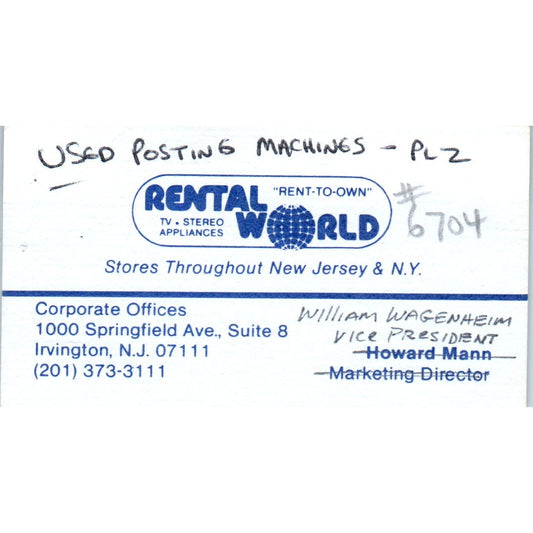 USED POSTING MACHINES - PLZ
RENTAL "RENT-TO-OWN"
TV • STEREO
APPLIANCES
WORLD
#
6704
Stores Throughout New Jersey & N.Y.
Corporate Offices
1000 Springfield Ave., Suite 8
Irvington, N.J. 07111
(201) 373-3111
WILLIAM WAGENHEIM
VICE PRESIDENT
Howard Mann
Marketing Director